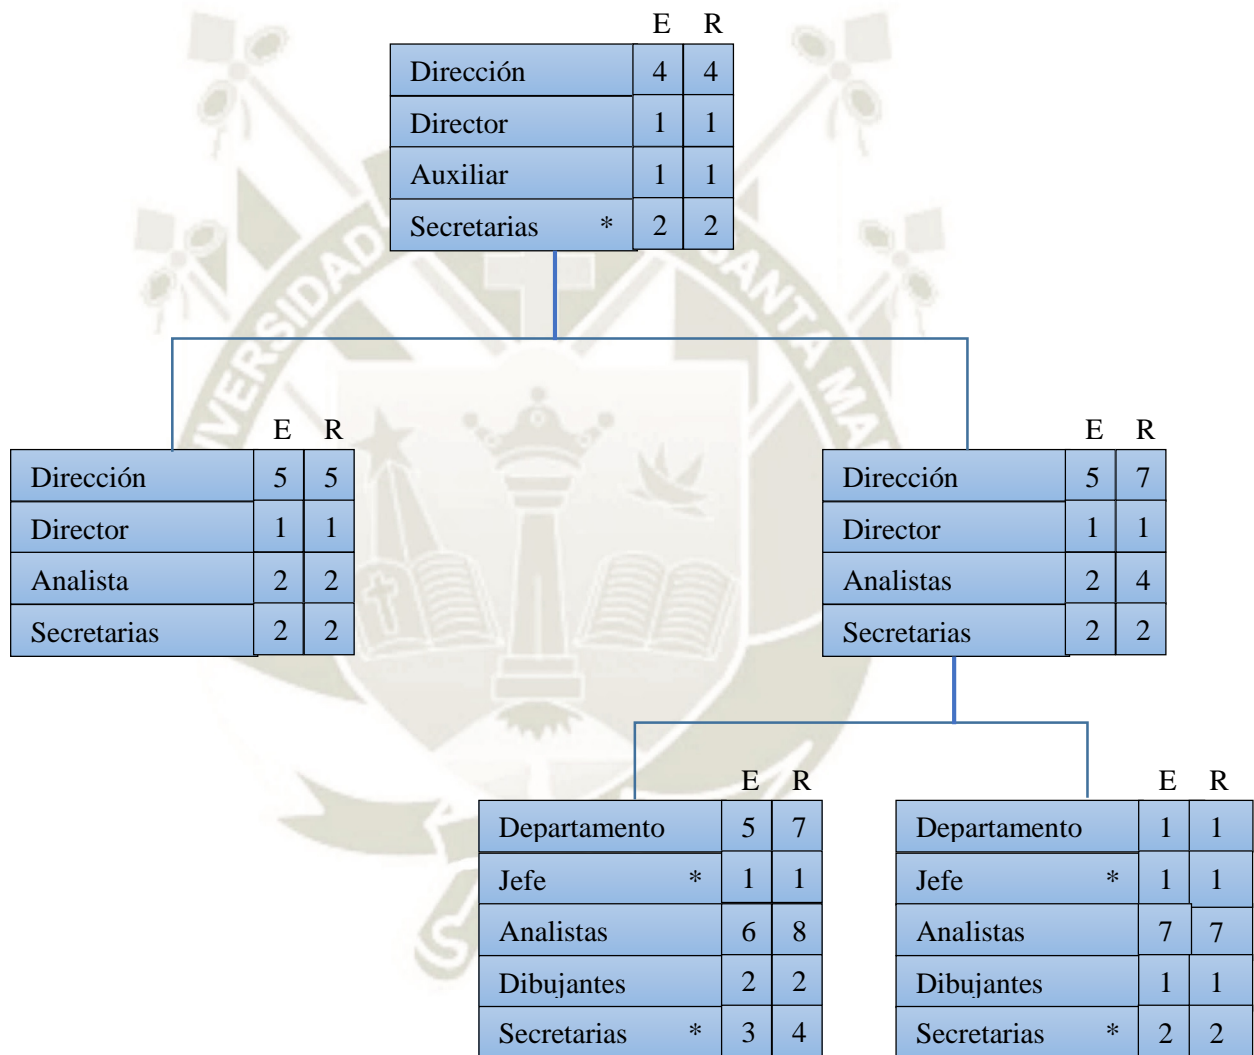 E R
Dirección 4 4
Director 1 1
Auxiliar 1 1
Secretarias * 2 2
UNIVERSIDAD SANTA MA
E R
Dirección 5 5
Director 1 1
Analista 2 2
Secretarias 2 2
E R
Dirección 5 7
Director 1 1
Analistas 2 4
Secretarias 2 2
E R
Departamento 5 7
Jefe * 1 1
Analistas 6 8
Dibujantes 2 2
Secretarias * 3 4
E R
Departamento 1 1
Jefe * 1 1
Analistas 7 7
Dibujantes 1 1
Secretarias * 2 2